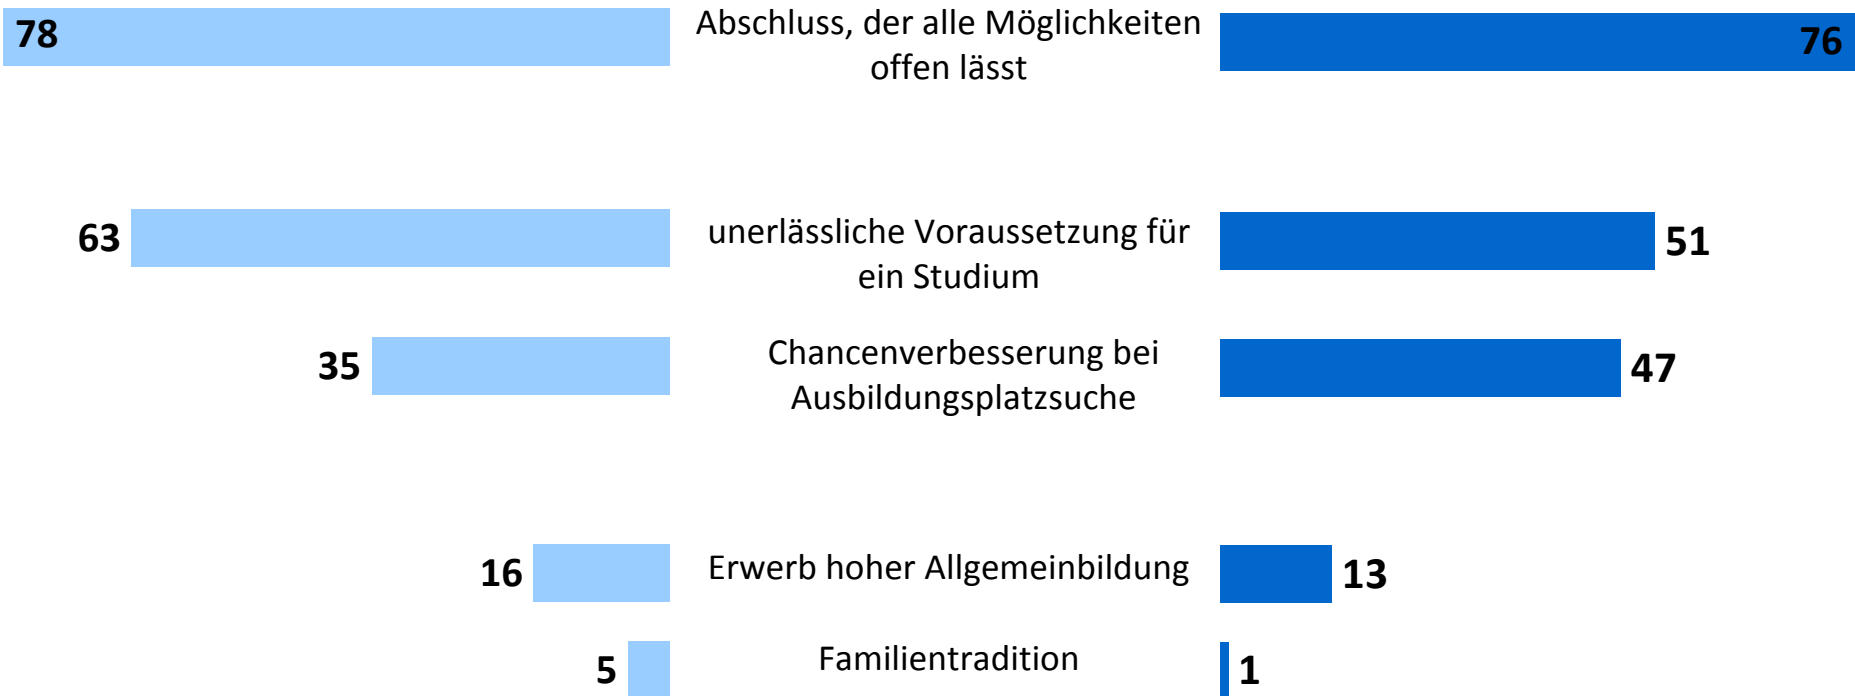 78
Abschluss, der alle Möglichkeiten
offen lässt
76
63
unerlässliche Voraussetzung für
ein Studium
51
35
Chancenverbesserung bei
Ausbildungsplatzsuche
47
16
Erwerb hoher Allgemeinbildung
13
5
Familientradition
1